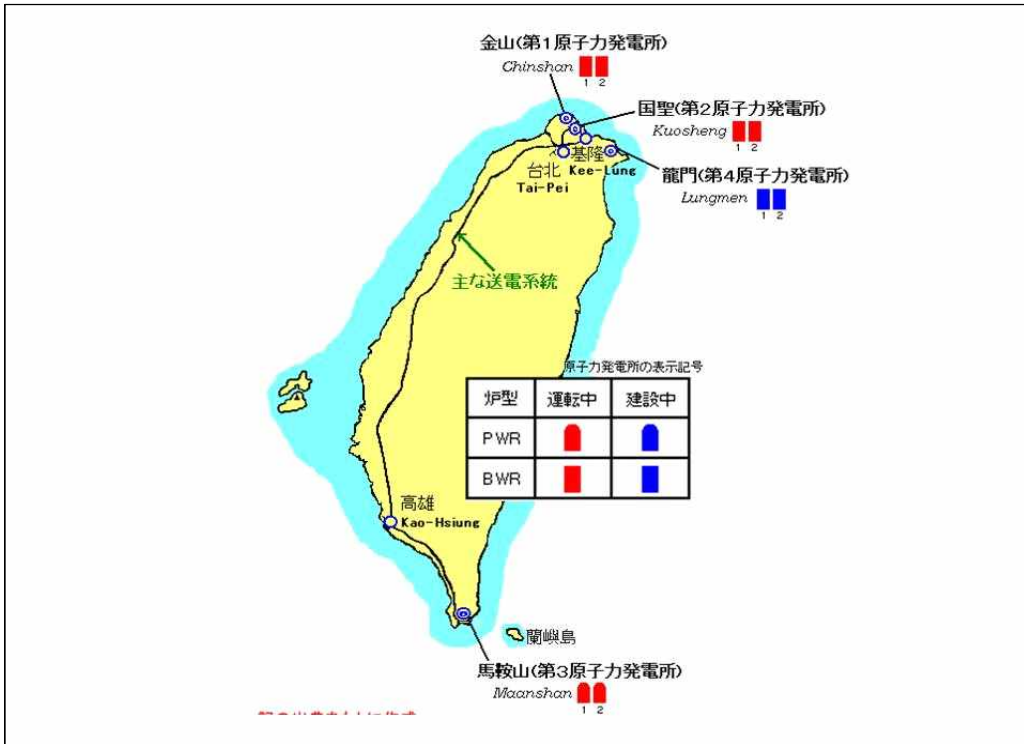 金山(第1原子力発電所)
Chinshan
1 2
国聖(第2原子力発電所)
Kuosheng
1 2
基隆
Kee-Lung
台北
Tai-Pei
龍門(第4原子力発電所)
Lungmen
1 2
主な送電系統
原子力発電所の表示記号
炉型 運転中 建設中
PWR
BWR
高雄
Kao-Hsiung
蘭嶼島
馬鞍山(第3原子力発電所)
Maanshan
1 2